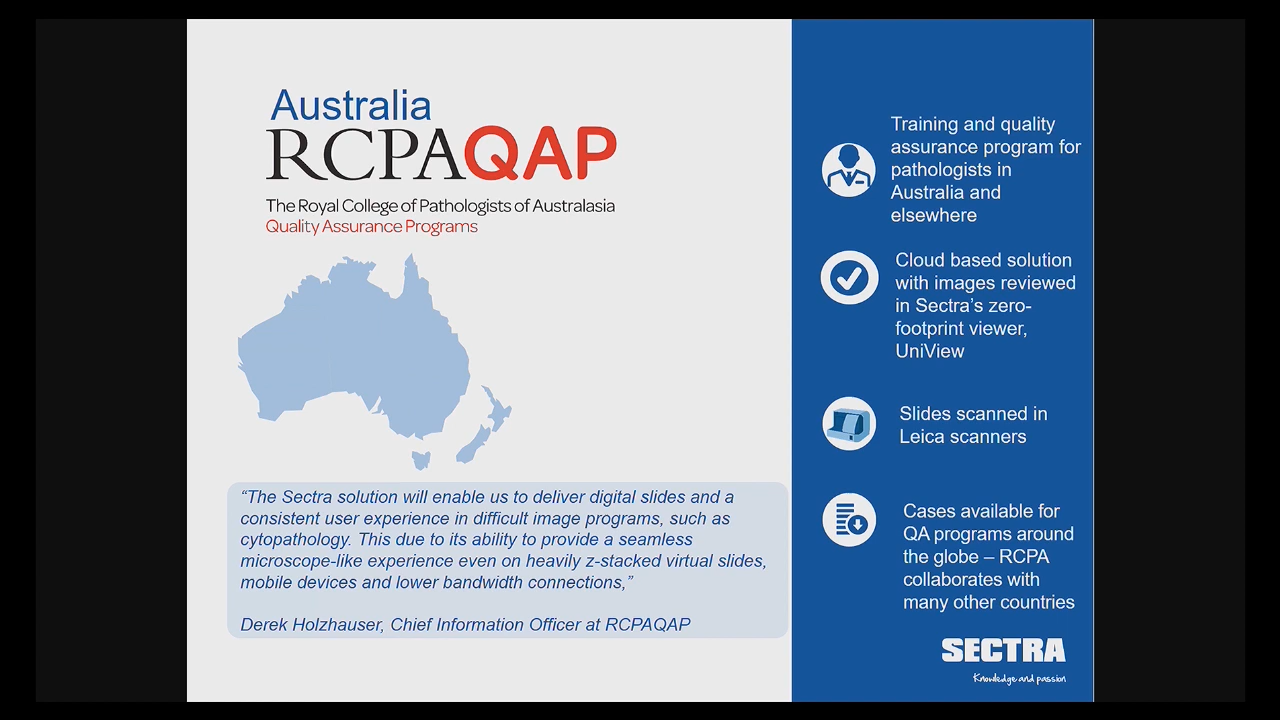 Australia
RCPAQAP
The Royal College of Pathologists of Australasia
Quality Assurance Programs
“The Sectra solution will enable us to deliver digital slides and a
consistent user experience in difficult image programs, such as
cytopathology. This due to its ability to provide a seamless
microscope-like experience even on heavily z-stacked virtual slides,
mobile devices and lower bandwidth connections,”
Derek Holzhauser, Chief Information Officer at RCPAQAP
Training and quality
assurance program for
pathologists in
Australia and
elsewhere
Cloud based solution
with images reviewed
in Sectra’s zero-
footprint viewer,
UniView
Slides scanned in
Leica scanners
Cases available for
QA programs around
the globe – RCPA
collaborates with
many other countries
SECTRA
Knowledge and passion